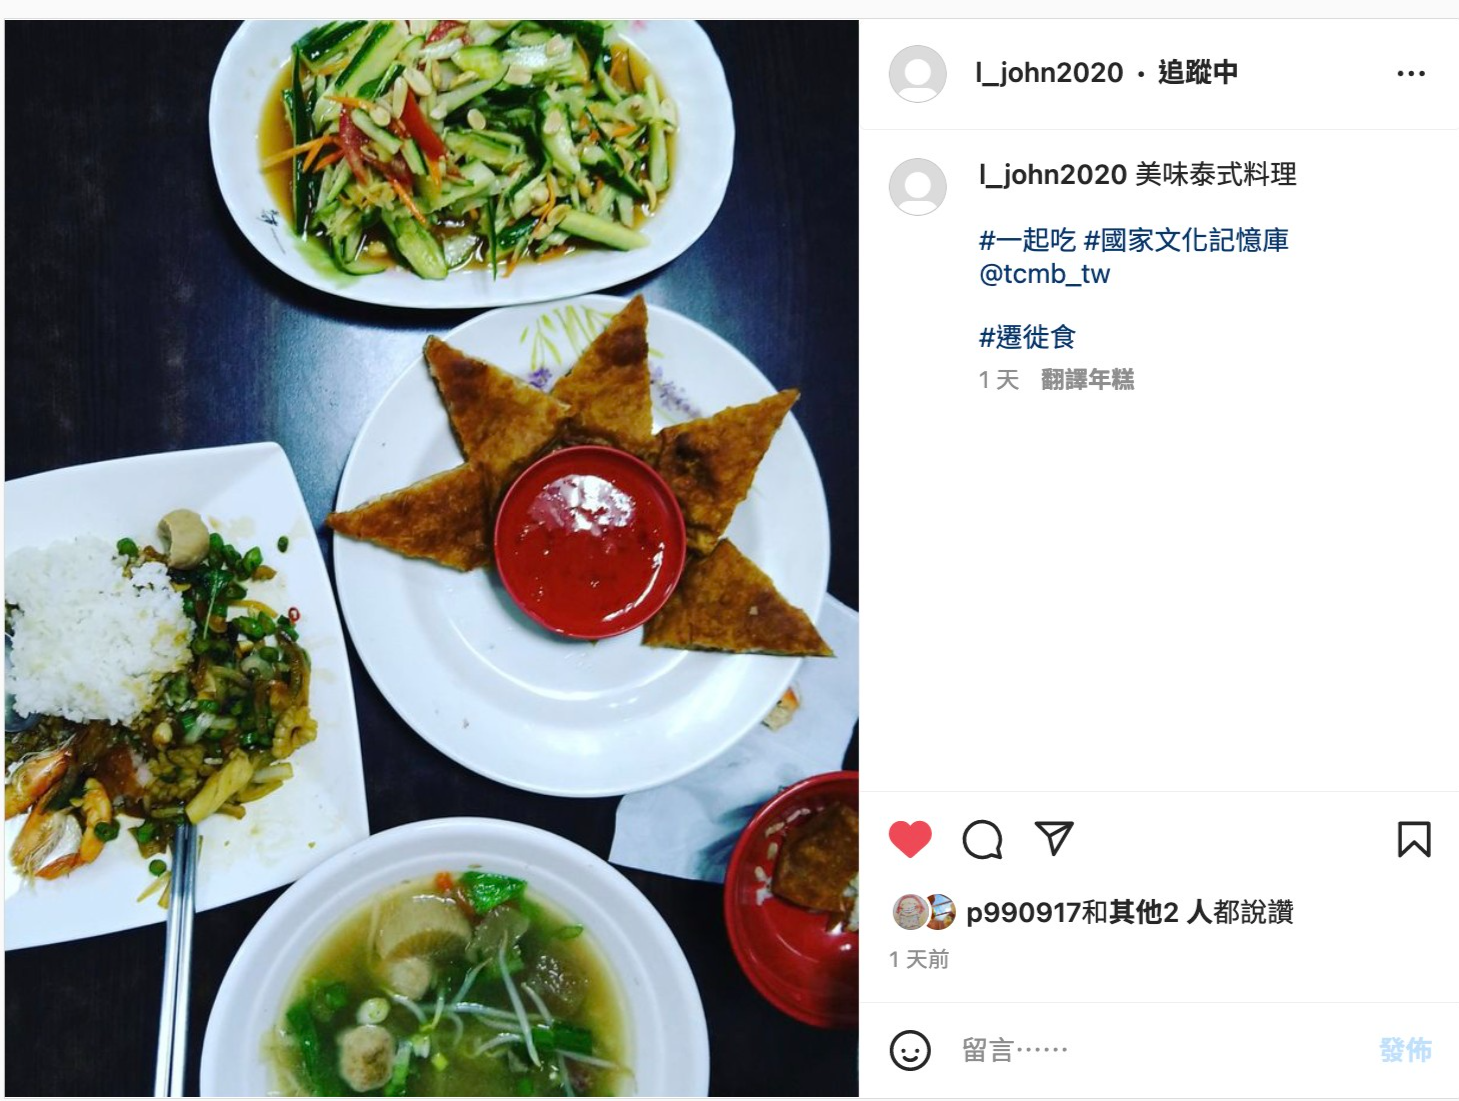 l_john2020 • 追蹤中
l_john2020 美味泰式料理
#一起吃 #國家文化記憶庫
@tcmb_tw
#遷徙食
1 天 翻譯年糕
p990917和其他2 人都說讚
1 天前
留言⋯⋯ 發佈